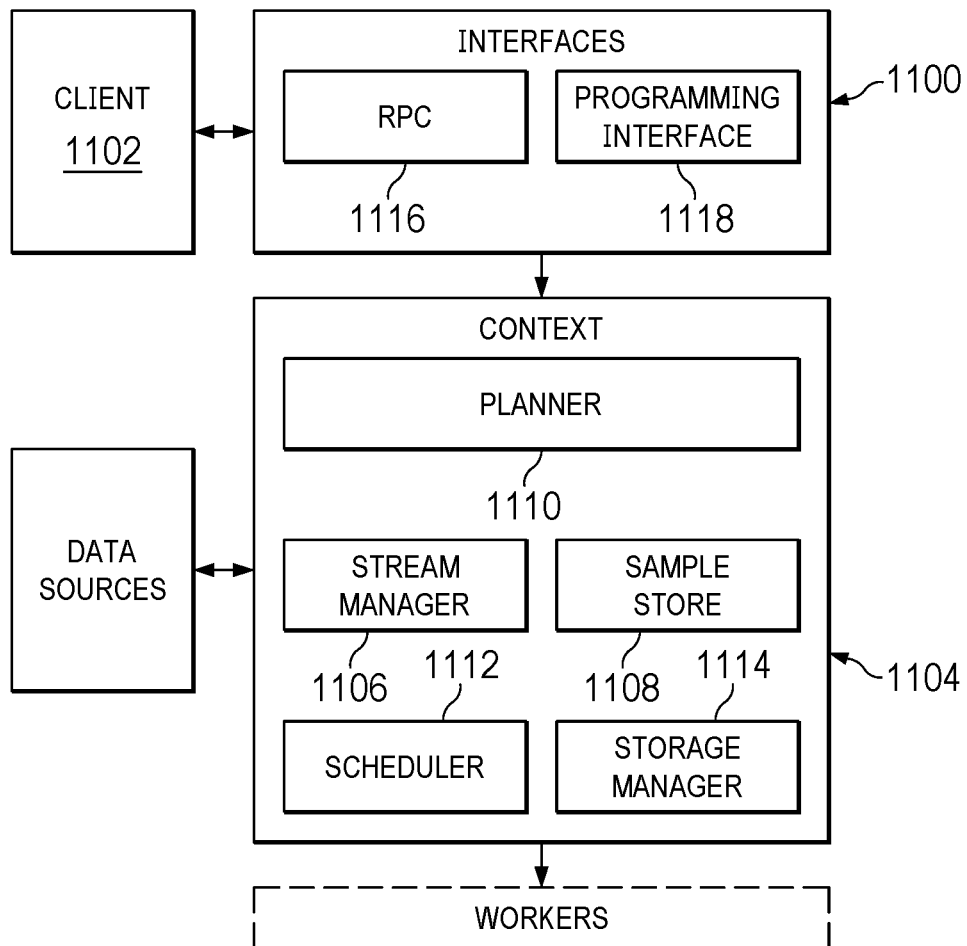 INTERFACES
CLIENT
1102
RPC
PROGRAMMING
INTERFACE
1100
1116
1118
CONTEXT
PLANNER
1110
DATA
SOURCES
STREAM
MANAGER
SAMPLE
STORE
1106
1112
1108
1114
1104
SCHEDULER
STORAGE
MANAGER
WORKERS